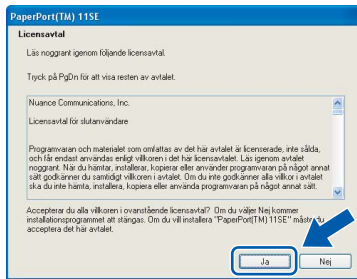 PaperPort(TM) 11SE
Licensavtal
Läs noggrant igenom följande licensavtal.
Tryck på PgDn för att visa resten av avtalet.
Nuance Communications, Inc.
Licensavtal för slutanvändare
Programvaran och materialet som omfattas av det här avtalet är licenserade, inte sålda,
och får endast användas enligt villkoren i det här licensavtalet. Läs igenom avtalet
noggrant. När du hämtar, installerar, kopierar eller använder programvaran på något annat
sätt godkänner du samtidigt villkoren i avtalet. Om du inte godkänner alla villkor i avtalet
ska du inte hämta, installera, kopiera eller använda programvaran på något annat sätt.
Accepterar du alla villkoren i ovanstående licensavtal? Om du väljer Nej kommer
installationsprogrammet att stängas. Om du vill installera "PaperPort(TM) 11SE" måste du
acceptera det här avtalet.
Ja
Nej